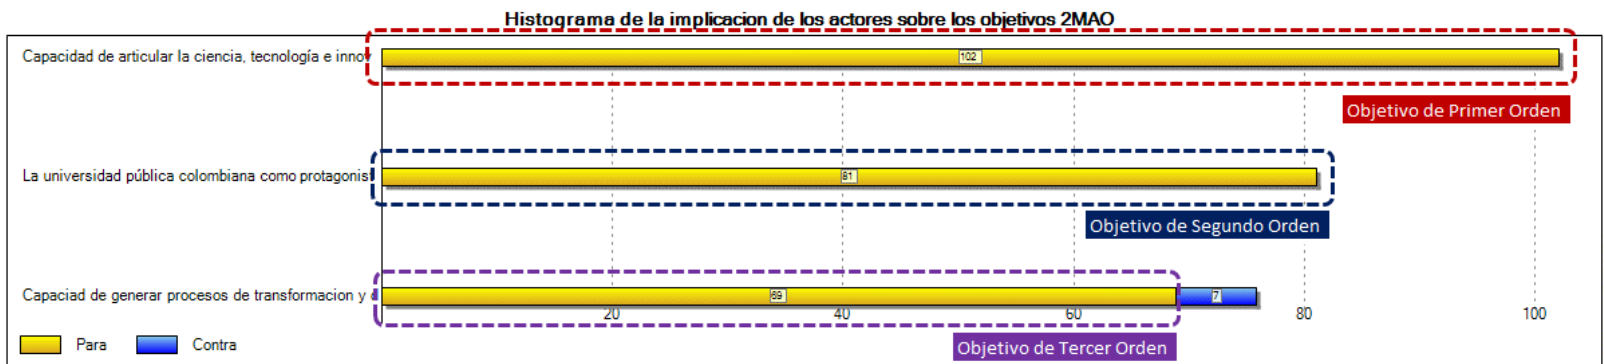 Histograma de la implicacion de los actores sobre los objetivos 2MAO
Capacidad de articular la ciencia, tecnología e innov
102
Objetivo de Primer Orden
La universidad pública colombiana como protagonist
81
Objetivo de Segundo Orden
Capaciad de generar procesos de transformacion y d
69
7
20
40
60
80
100
Para
Contra
Objetivo de Tercer Orden